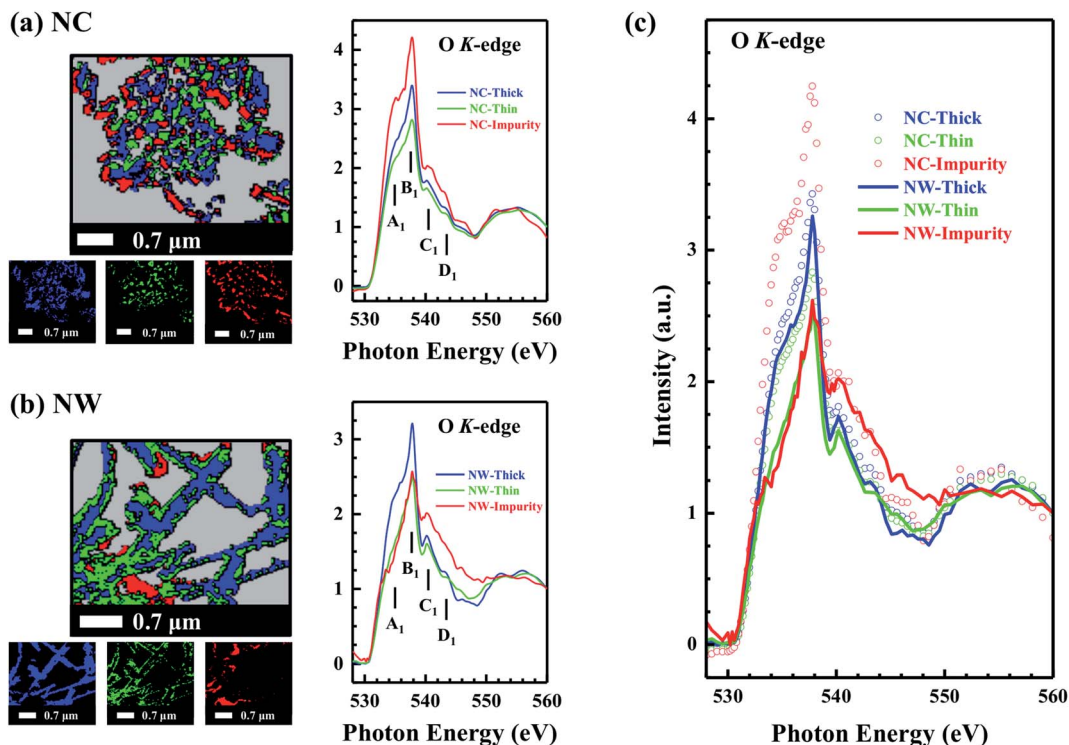 (a) NC
0.7 μm
0.7 μm
0.7 μm
0.7 μm
O K-edge
NC-Thick
NC-Thin
NC-Impurity
A1
B1
C1
D1
4
3
2
1
0
530
540
550
560
Photon Energy (eV)
(b) NW
0.7 μm
0.7 μm
0.7 μm
0.7 μm
O K-edge
NW-Thick
NW-Thin
NW-Impurity
A1
B1
C1
D1
3
2
1
0
530
540
550
560
Photon Energy (eV)
(c)
O K-edge
NC-Thick
NC-Thin
NC-Impurity
NW-Thick
NW-Thin
NW-Impurity
Intensity (a.u.)
4
3
2
1
0
530
540
550
560
Photon Energy (eV)